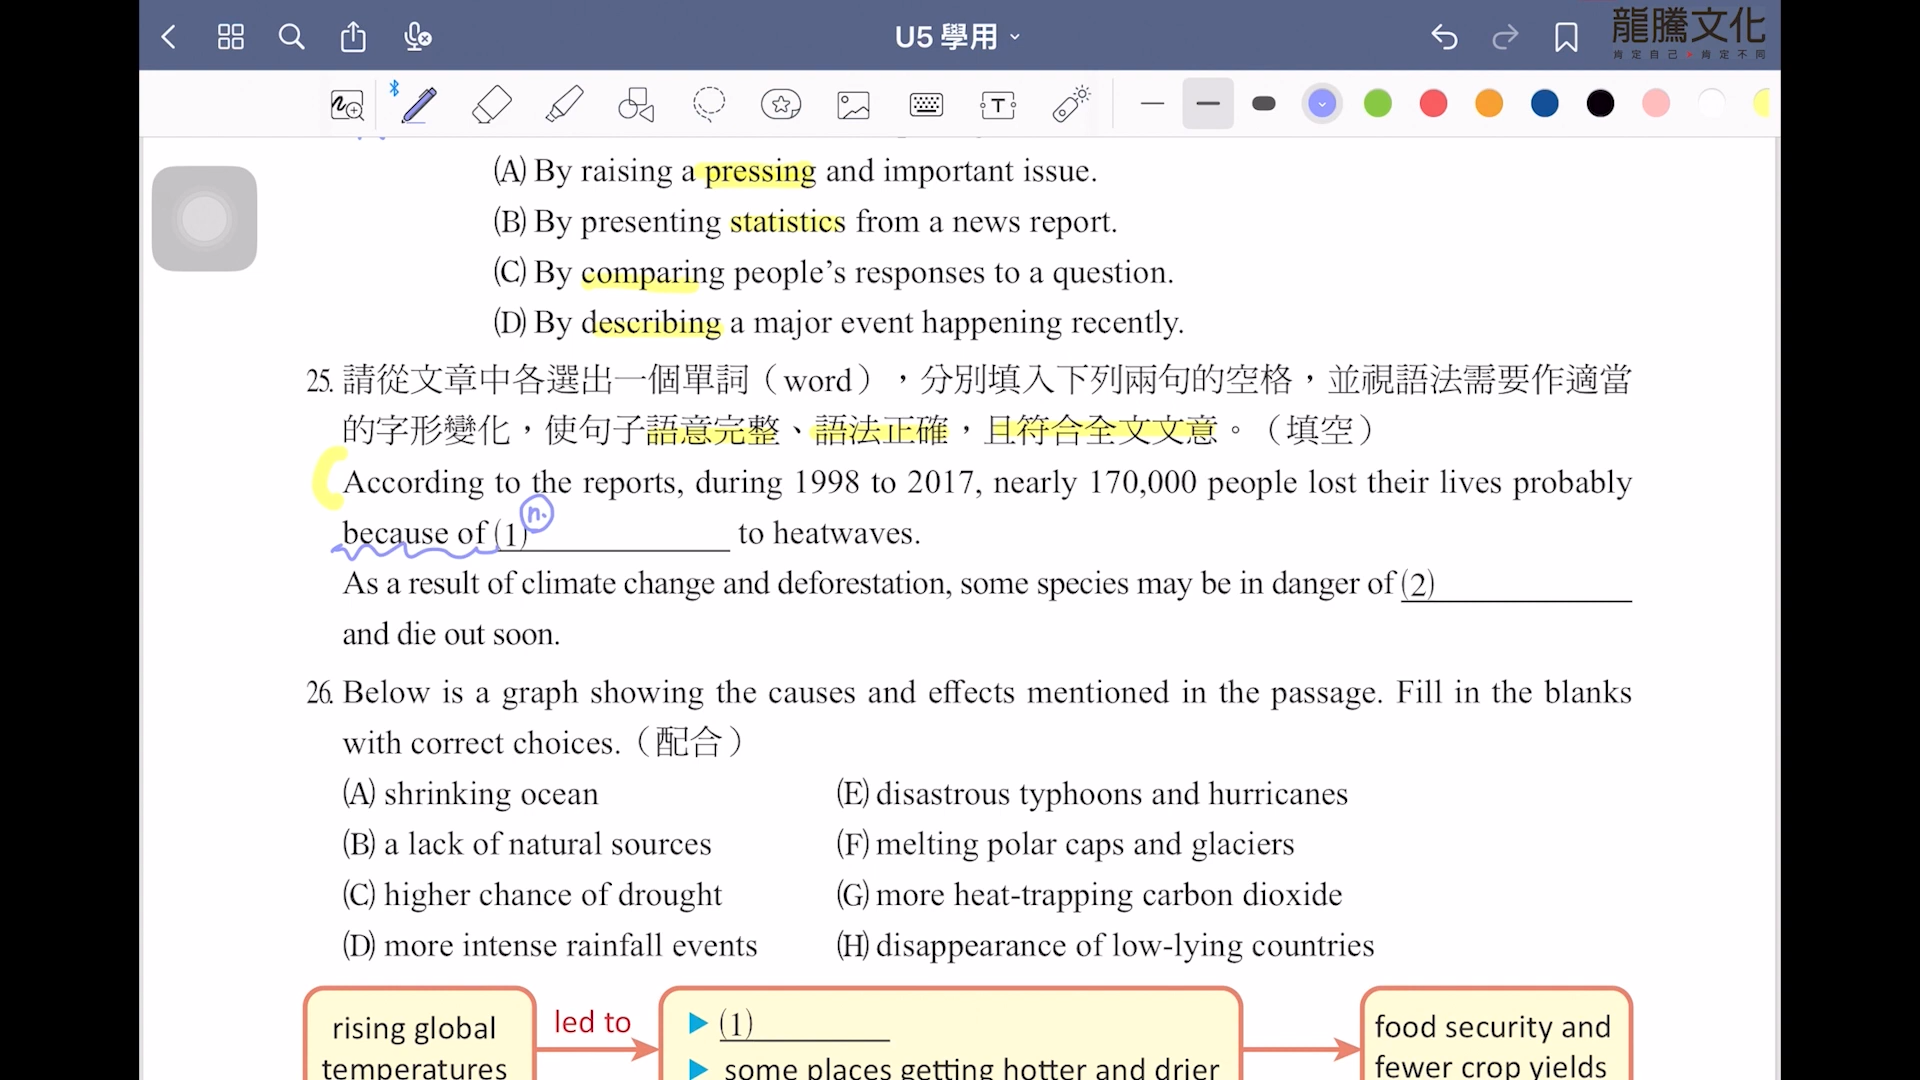 U5 學用
龍騰文化
肯定自己 • 肯定不同
(A) By raising a pressing and important issue.
(B) By presenting statistics from a news report.
(C) By comparing people's responses to a question.
(D) By describing a major event happening recently.
25. 請從文章中各選出一個單詞（word），分別填入下列兩句的空格，並視語法需要作適當
的字形變化，使句子語意完整、語法正確，且符合全文文意。（填空）
According to the reports, during 1998 to 2017, nearly 170,000 people lost their lives probably
n.
because of (1)____________ to heatwaves.
As a result of climate change and deforestation, some species may be in danger of (2)____________
and die out soon.
26. Below is a graph showing the causes and effects mentioned in the passage. Fill in the blanks
with correct choices.（配合）
(A) shrinking ocean
(E) disastrous typhoons and hurricanes
(B) a lack of natural sources
(F) melting polar caps and glaciers
(C) higher chance of drought
(G) more heat-trapping carbon dioxide
(D) more intense rainfall events
(H) disappearance of low-lying countries
rising global
temperatures
led to
(1)__________
some places getting hotter and drier
food security and
fewer crop yields